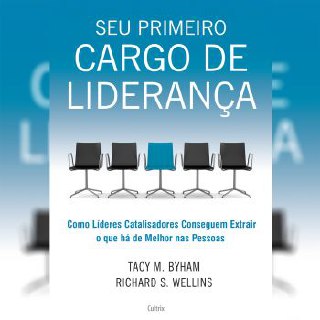 SEU PRIMEIRO
CARGO DE
LIDERANÇA
Como Líderes Catalisadores Conseguem Extrair
o que há de Melhor nas Pessoas
TACY M. BYHAM
RICHARD S. WELLINS
Cultrix